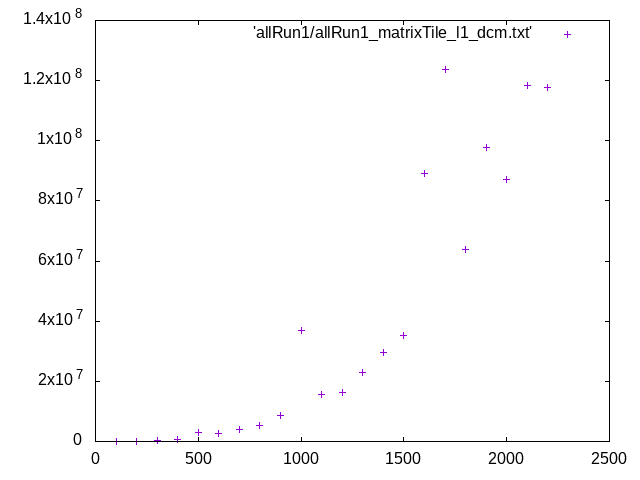 1.4x10^8
'allRun1/allRun1_matrixTile_l1_dcm.txt'
1.2x10^8
1x10^8
8x10^7
6x10^7
4x10^7
2x10^7
0
0 500 1000 1500 2000 2500